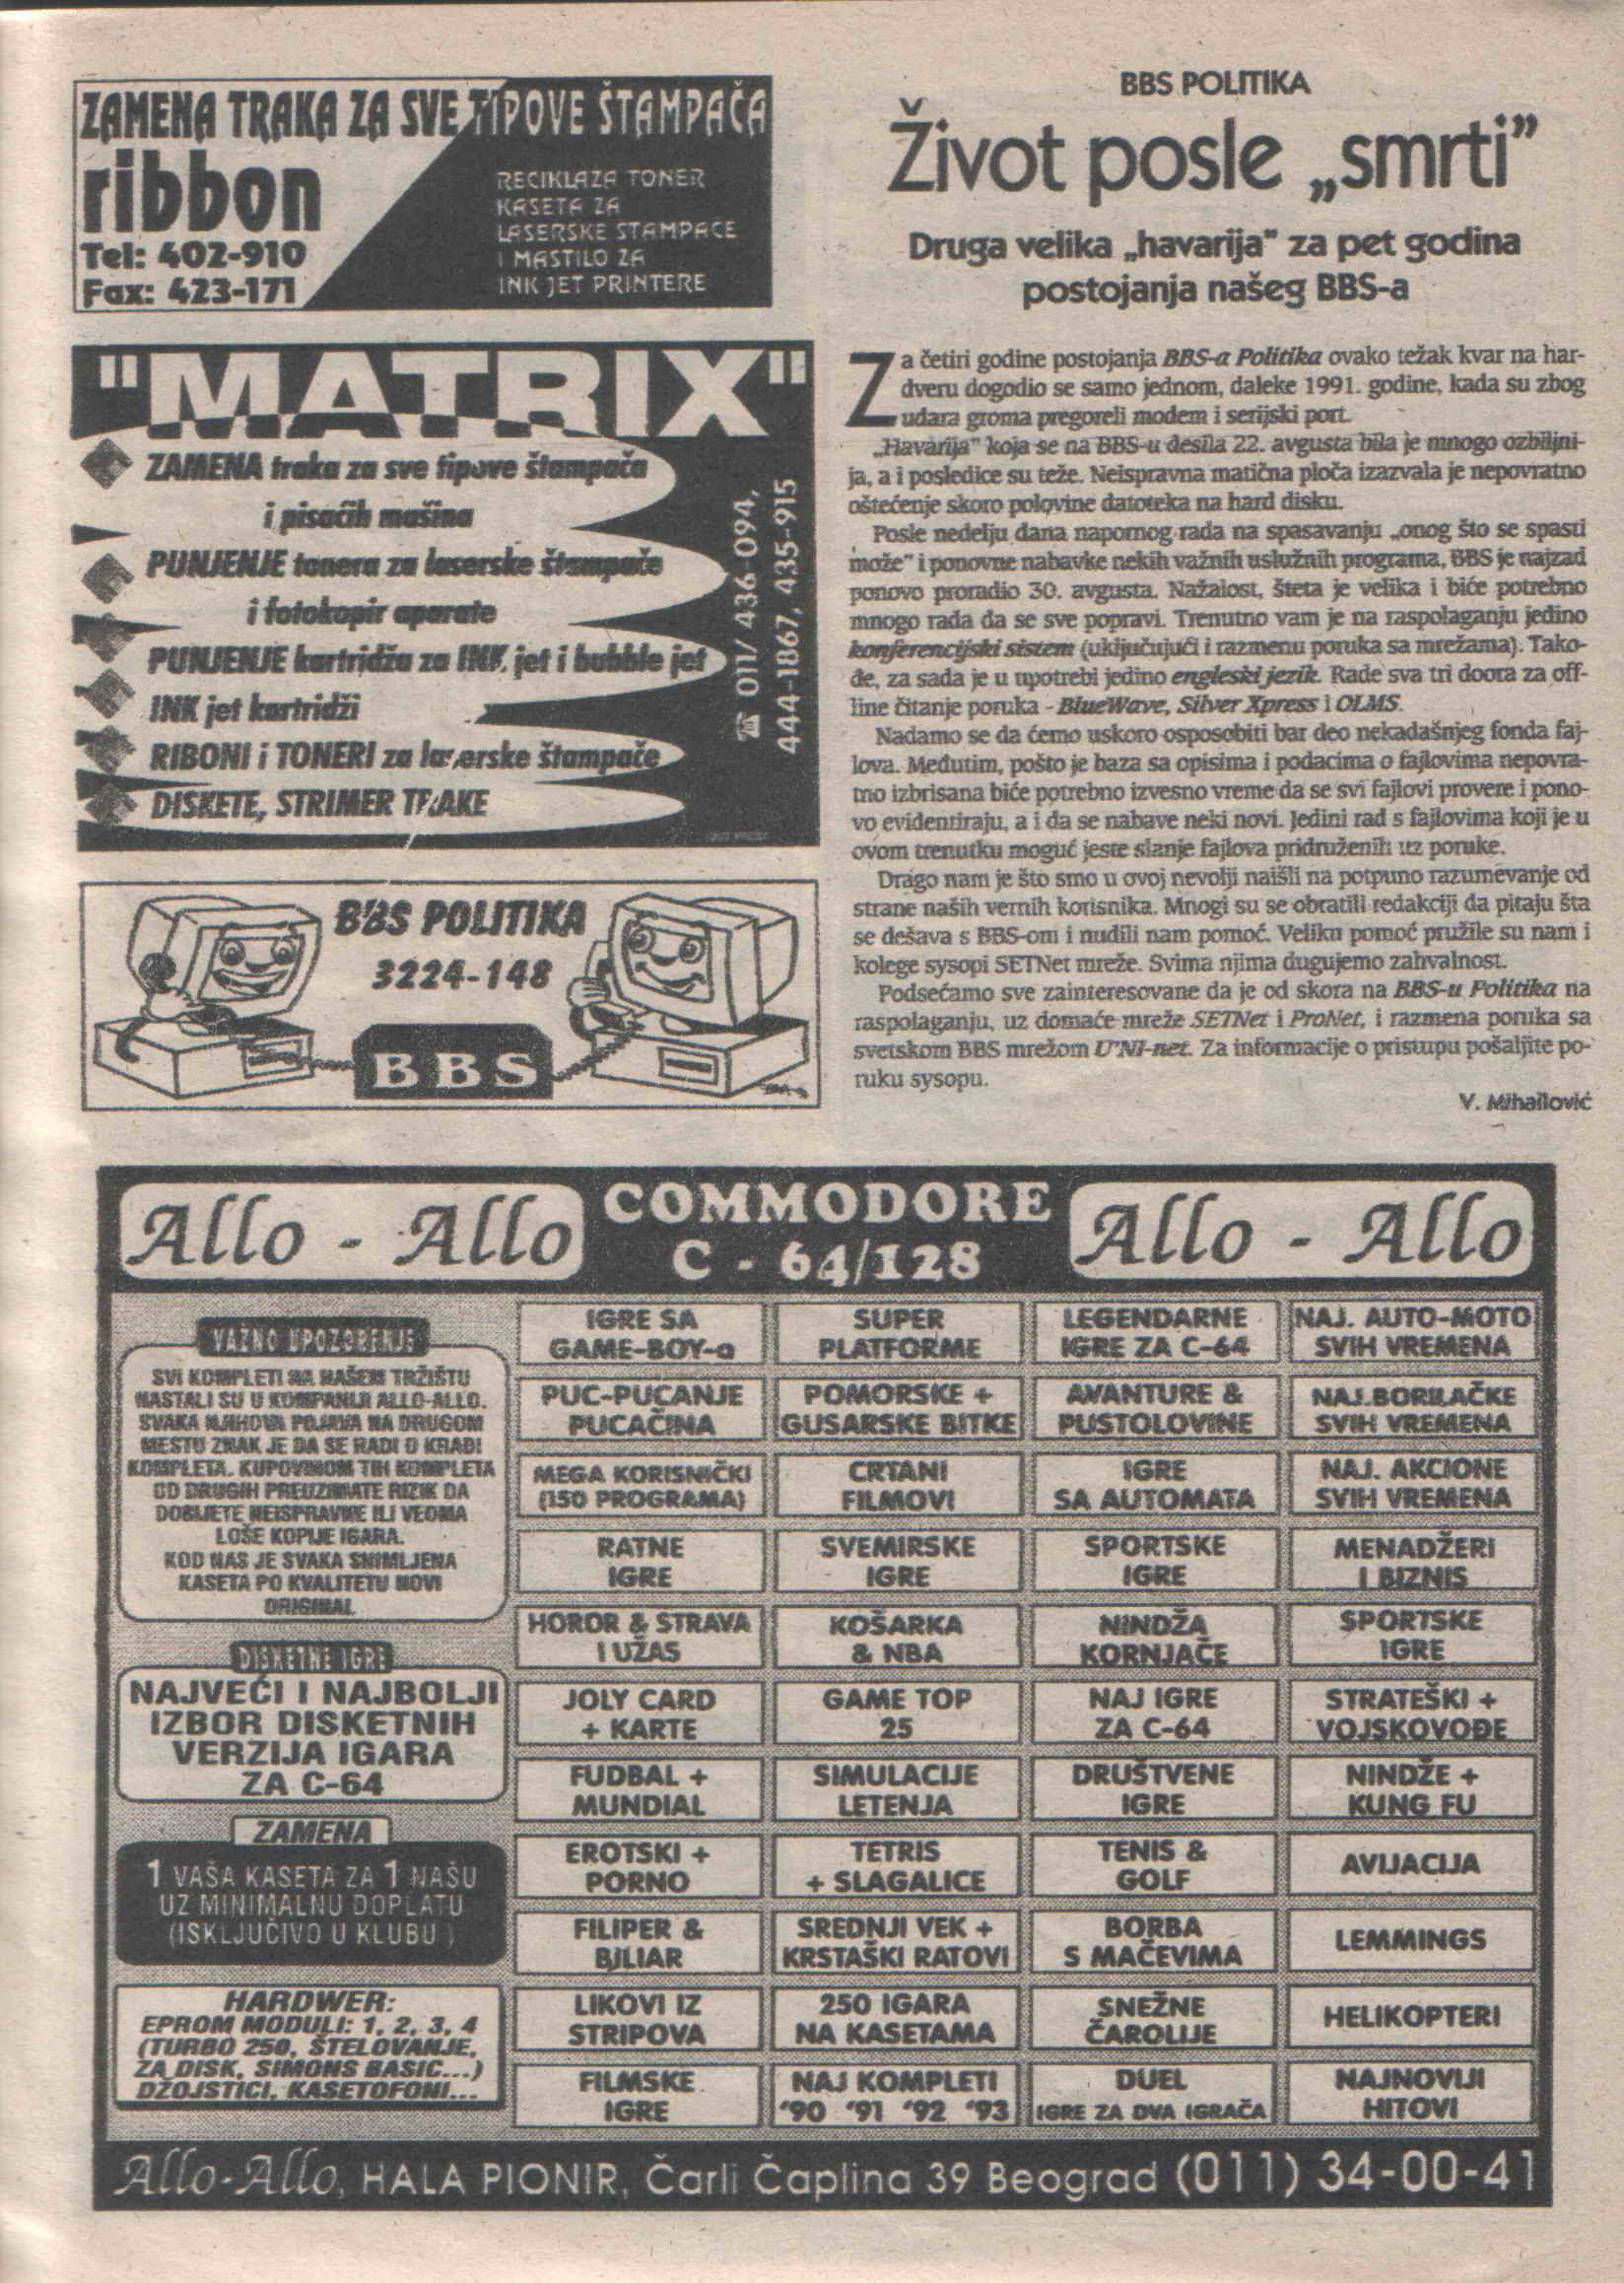 ZAMENA TRAKA ZA SVE TIPOVE ŠTAMPAČA
ribbon
Tel: 402-910
Fax: 423-171
RECIKLAZA TONER
KASETA ZA
LASERSKE STAMPACE
I MASTILO ZA
INK JET PRINTERE
"MATRIX"
ZAMENA traka za sve tipove štampača
i pisaćih mašina
PUNJENJE tonera za laserske štampače
i fotokopir aparate
PUNJENJE kartridža za INK jet i bubble jet
INK jet kartridži
RIBONI i TONERI za laserske štampače
DISKETE, STRIMER TRAKE
☎ 011/ 436-094,
444-1867, 435-915
BBS POLITIKA
3224-148
BBS
BBS POLITIKA
Život posle „smrti”
Druga velika „havarija” za pet godina
postojanja našeg BBS-a
Za četiri godine postojanja BBS-a Politika ovako težak kvar na har-
dveru dogodio se samo jednom, daleke 1991. godine, kada su zbog
udara groma pregoreli modem i serijski port.
„Havarija” koja se na BBS-u desila 22. avgusta bila je mnogo ozbiljni-
ja, a i posledice su teže. Neispravna matična ploča izazvala je nepovratno
oštećenje skoro polovine datoteka na hard disku.
Posle nedelju dana napornog rada na spasavanju „onog što se spasti
može” i ponovne nabavke nekih važnih uslužnih programa, BBS je najzad
ponovo proradio 30. avgusta. Nažalost, šteta je velika i biće potrebno
mnogo rada da se sve popravi. Trenutno vam je na raspolaganju jedino
konferencijski sistem (uključujući i razmenu poruka sa mrežama). Tako-
đe, za sada je u upotrebi jedino engleski jezik. Rade sva tri doora za off-
line čitanje poruka - BlueWave, Silver Xpress i OLMS.
Nadamo se da ćemo uskoro osposobiti bar deo nekadašnjeg fonda faj-
lova. Međutim, pošto je baza sa opisima i podacima o fajlovima nepovra-
tno izbrisana biće potrebno izvesno vreme da se svi fajlovi provere i pono-
vo evidentiraju, a i da se nabave neki novi. Jedini rad s fajlovima koji je u
ovom trenutku moguć jeste slanje fajlova pridruženih uz poruke.
Drago nam je što smo u ovoj nevolji naišli na potpuno razumevanje od
strane naših vernih korisnika. Mnogi su se obratili redakciji da pitaju šta
se dešava s BBS-om i nudili nam pomoć. Veliku pomoć pružile su nam i
kolege sysopi SETNet mreže. Svima njima dugujemo zahvalnost.
Podsećamo sve zainteresovane da je od skora na BBS-u Politika na
raspolaganju, uz domaće mreže SETNet i ProNet, i razmena poruka sa
svetskom BBS mrežom U'NI-net. Za informacije o pristupu pošaljite po-
ruku sysopu.
V. Mihailović
Allo - Allo
COMMODORE
C - 64/128
Allo - Allo
VAŽNO UPOZORENJE
SVI KOMPLETI NA NAŠEM TRŽIŠTU
NASTALI SU U KOMPANIJI ALLO-ALLO.
SVAKA NJIHOVA POJAVA NA DRUGOM
MESTU ZNAK JE DA SE RADI O KRAĐI
KOMPLETA. KUPOVINOM TIH KOMPLETA
OD DRUGIH PREUZIMATE RIZIK DA
DOBIJETE NEISPRAVNE ILI VEOMA
LOŠE KOPIJE IGARA.
KOD NAS JE SVAKA SNIMLJENA
KASETA PO KVALITETU NOVI
ORIGINAL
DISKETNE IGRE
NAJVEĆI I NAJBOLJI
IZBOR DISKETNIH
VERZIJA IGARA
ZA C-64
ZAMENA
1 VAŠA KASETA ZA 1 NAŠU
UZ MINIMALNU DOPLATU
(ISKLJUČIVO U KLUBU )
HARDWER:
EPROM MODULI: 1, 2, 3, 4
(TURBO 250, ŠTELOVANJE,
ZA DISK, SIMONS BASIC...)
DŽOJSTICI, KASETOFONI...
IGRE SA
GAME-BOY-a
SUPER
PLATFORME
LEGENDARNE
IGRE ZA C-64
NAJ. AUTO-MOTO
SVIH VREMENA
PUC-PUCANJE
PUCAČINA
POMORSKE +
GUSARSKE BITKE
AVANTURE &
PUSTOLOVINE
NAJ.BORILAČKE
SVIH VREMENA
MEGA KORISNIČKI
(150 PROGRAMA)
CRTANI
FILMOVI
IGRE
SA AUTOMATA
NAJ. AKCIONE
SVIH VREMENA
RATNE
IGRE
SVEMIRSKE
IGRE
SPORTSKE
IGRE
MENADŽERI
I BIZNIS
HOROR & STRAVA
I UŽAS
KOŠARKA
& NBA
NINDŽA
KORNJAČE
SPORTSKE
IGRE
JOLY CARD
+ KARTE
GAME TOP
25
NAJ IGRE
ZA C-64
STRATEŠKI +
VOJSKOVOĐE
FUDBAL +
MUNDIAL
SIMULACIJE
LETENJA
DRUŠTVENE
IGRE
NINDŽE +
KUNG FU
EROTSKI +
PORNO
TETRIS
+ SLAGALICE
TENIS &
GOLF
AVIJACIJA
FILIPER &
BILIAR
SREDNJI VEK +
KRSTAŠKI RATOVI
BORBA
S MAČEVIMA
LEMMINGS
LIKOVI IZ
STRIPOVA
250 IGARA
NA KASETAMA
SNEŽNE
ČAROLIJE
HELIKOPTERI
FILMSKE
IGRE
NAJ KOMPLETI
'90 '91 '92 '93
DUEL
IGRE ZA DVA IGRAČA
NAJNOVIJI
HITOVI
Allo-Allo, HALA PIONIR, Čarli Čaplina 39 Beograd (011) 34-00-41